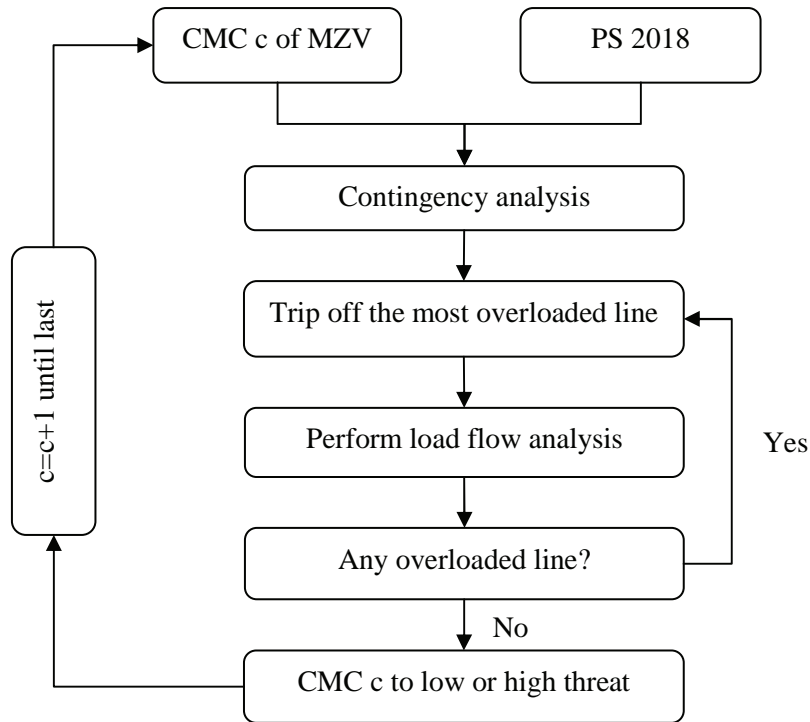 CMC c of MZV
PS 2018
Contingency analysis
Trip off the most overloaded line
Perform load flow analysis
Any overloaded line?
Yes
No
CMC c to low or high threat
c=c+1 until last